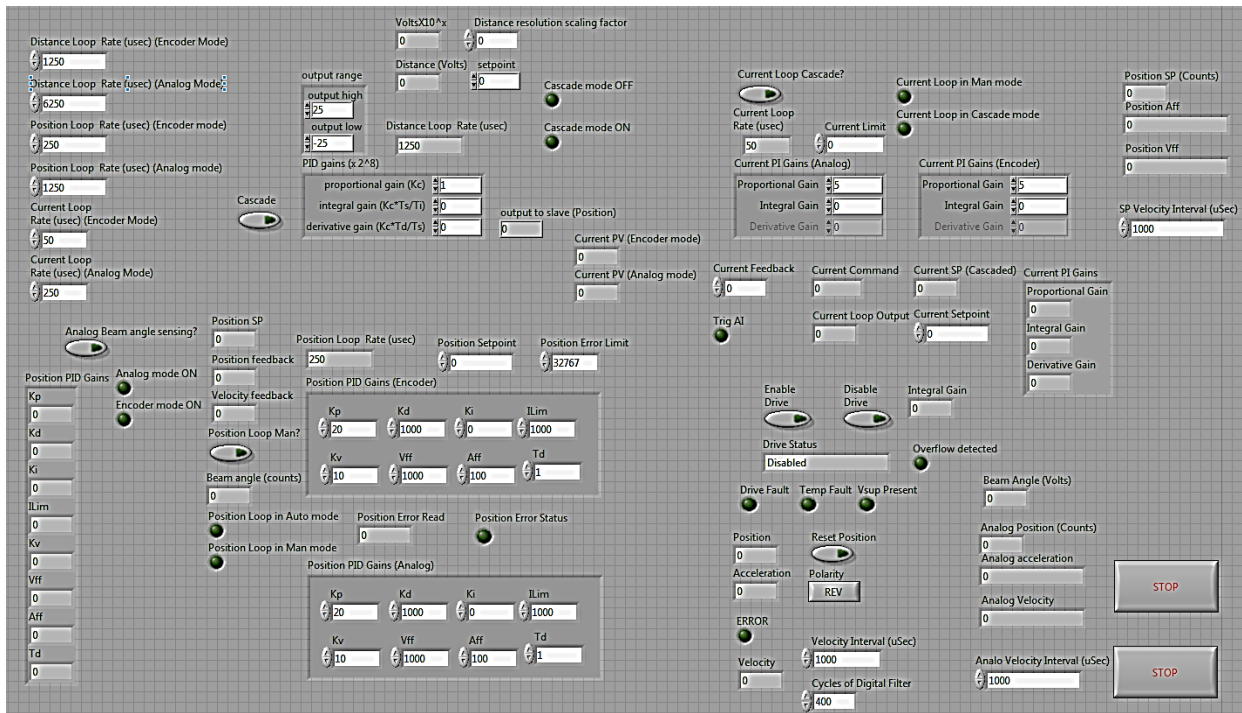 Distance Loop Rate (usec) (Encoder Mode)
1250
Distance Loop Rate (usec) (Analog Mode)
6250
Position Loop Rate (usec) (Encoder mode)
250
Position Loop Rate (usec) (Analog mode)
1250
Current Loop
Rate (usec) (Encoder Mode)
50
Current Loop
Rate (usec) (Analog Mode)
250
Cascade
VoltsX10^x
0
Distance resolution scaling factor
0
Distance (Volts)
0
setpoint
0
output range
output high
25
output low
-25
Distance Loop Rate (usec)
1250
Cascade mode OFF
Cascade mode ON
PID gains (x 2^8)
proportional gain (Kc)
1
integral gain (Kc*Ts/Ti)
0
derivative gain (Kc*Td/Ts)
0
output to slave (Position)
0
Current PV (Encoder mode)
0
Current PV (Analog mode)
0
Current Loop Cascade?
Current Loop in Man mode
Current Loop in Cascade mode
Current Loop
Rate (usec)
50
Current Limit
0
Current PI Gains (Analog)
Proportional Gain
5
Integral Gain
0
Derivative Gain
0
Current PI Gains (Encoder)
Proportional Gain
5
Integral Gain
0
Derivative Gain
0
Position SP (Counts)
0
Position Aff
0
Position Vff
0
SP Velocity Interval (uSec)
1000
Current Feedback
0
Current Command
0
Current SP (Cascaded)
0
Trig AI
Current Loop Output
0
Current Setpoint
0
Current PI Gains
Proportional Gain
0
Integral Gain
0
Derivative Gain
0
Analog Beam angle sensing?
Position PID Gains
Kp
0
Kd
0
Ki
0
ILim
0
Kv
0
Vff
0
Aff
0
Td
0
Analog mode ON
Encoder mode ON
Position SP
0
Position feedback
0
Velocity feedback
0
Position Loop Man?
Beam angle (counts)
0
Position Loop in Auto mode
Position Loop in Man mode
Position Loop Rate (usec)
250
Position Setpoint
0
Position Error Limit
32767
Position PID Gains (Encoder)
Kp Kd Ki ILim
20 1000 0 1000
Kv Vff Aff Td
10 1000 100 1
Position Error Read
0
Position Error Status
Position PID Gains (Analog)
Kp Kd Ki ILim
20 1000 0 1000
Kv Vff Aff Td
10 1000 100 1
Enable
Drive
Disable
Drive
Integral Gain
0
Drive Status
Disabled
Overflow detected
Drive Fault
Temp Fault
Vsup Present
Position
0
Reset Position
Acceleration
0
Polarity
REV
ERROR
Velocity
0
Velocity Interval (uSec)
1000
Cycles of Digital Filter
400
Beam Angle (Volts)
0
Analog Position (Counts)
0
Analog acceleration
0
Analog Velocity
0
Analo Velocity Interval (uSec)
1000
STOP
STOP